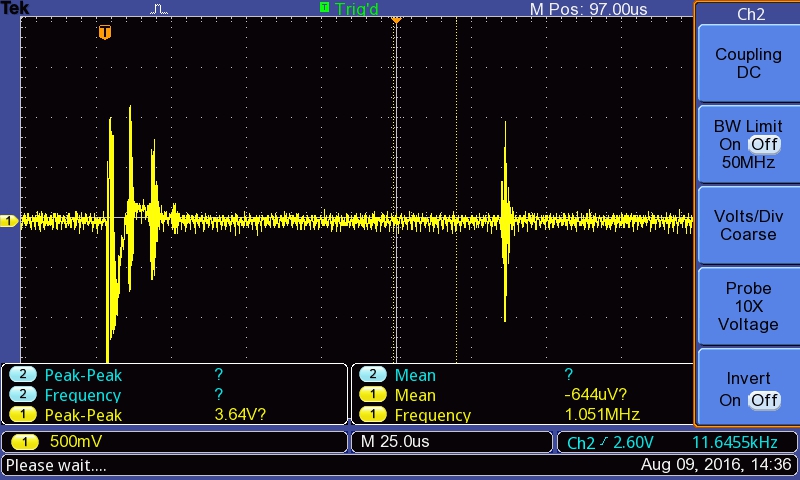 Tek
T Trig'd
M Pos: 97.00us
T
1
Ch2
Coupling
DC
BW Limit
On Off
50MHz
Volts/Div
Coarse
Probe
10X
Voltage
Invert
On Off
2 Peak-Peak ?
2 Frequency ?
1 Peak-Peak 3.64V?
2 Mean ?
1 Mean -644uV?
1 Frequency 1.051MHz
1 500mV
M 25.0us
Ch2 / 2.60V 11.6455kHz
Please wait....
Aug 09, 2016, 14:36